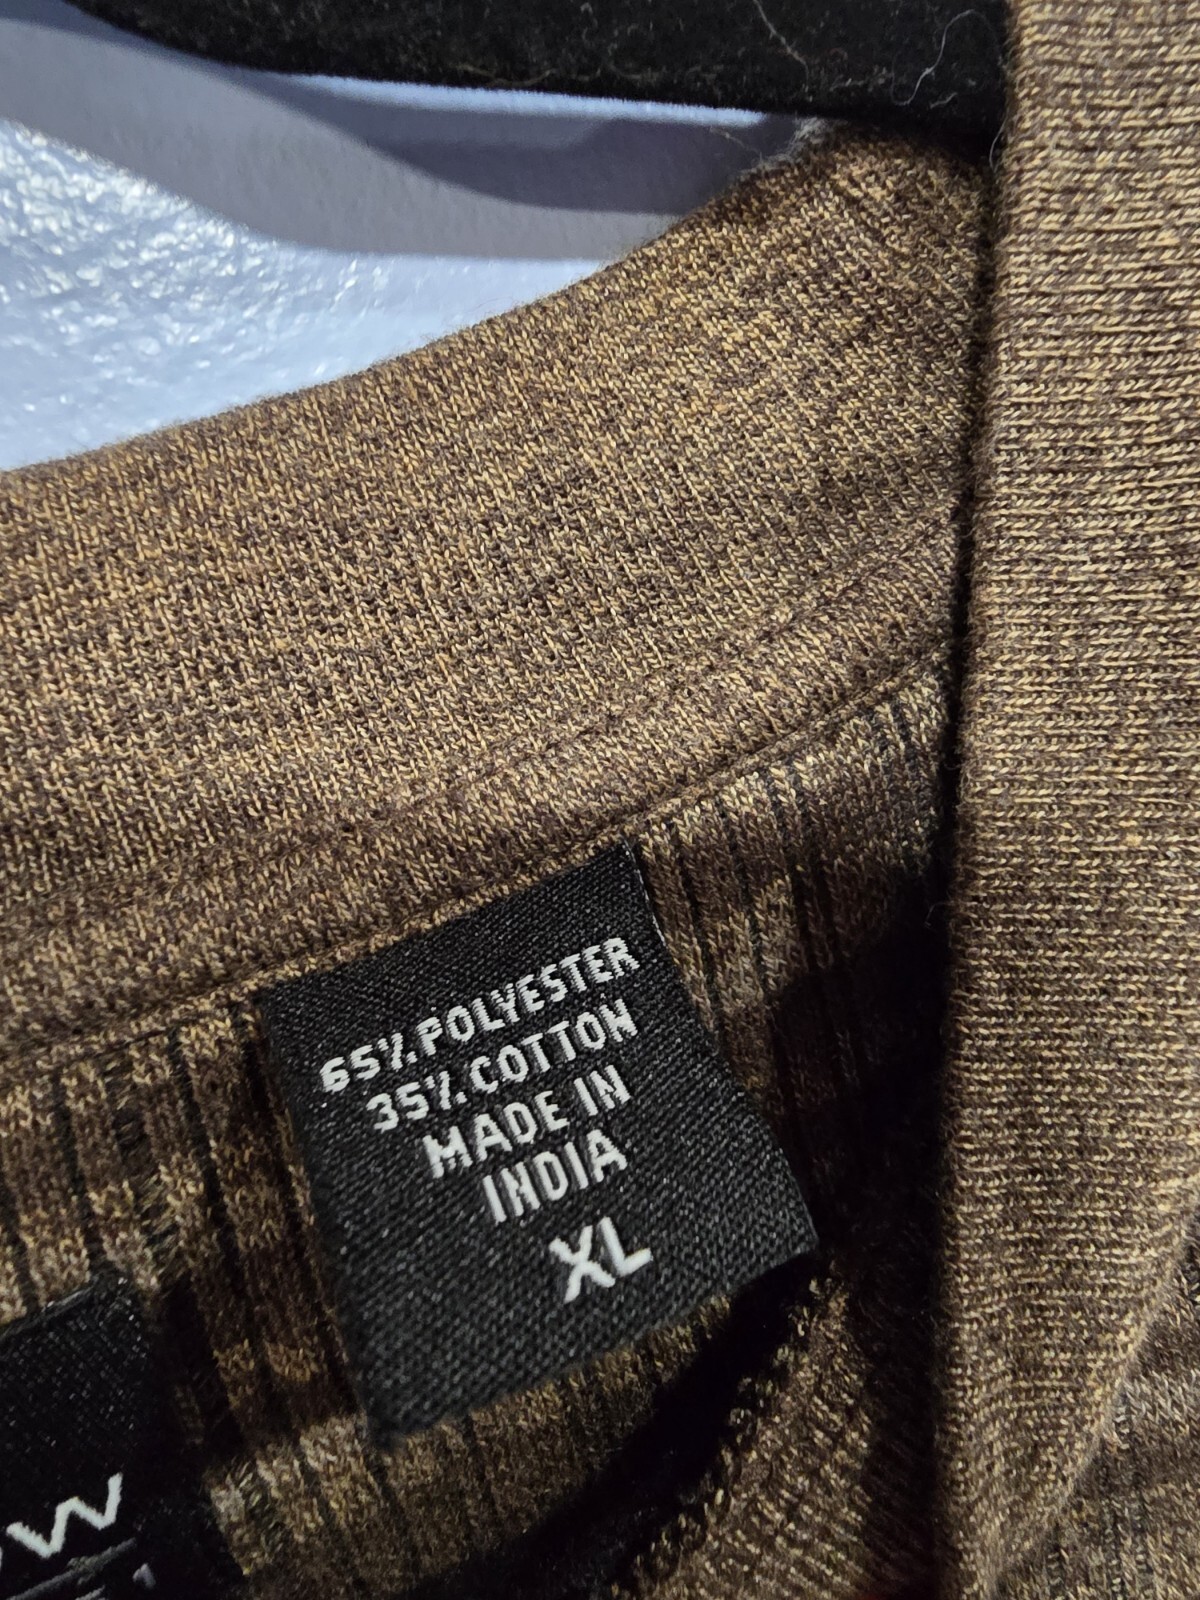 65% POLYESTER
35% COTTON
MADE IN
INDIA
XL
W